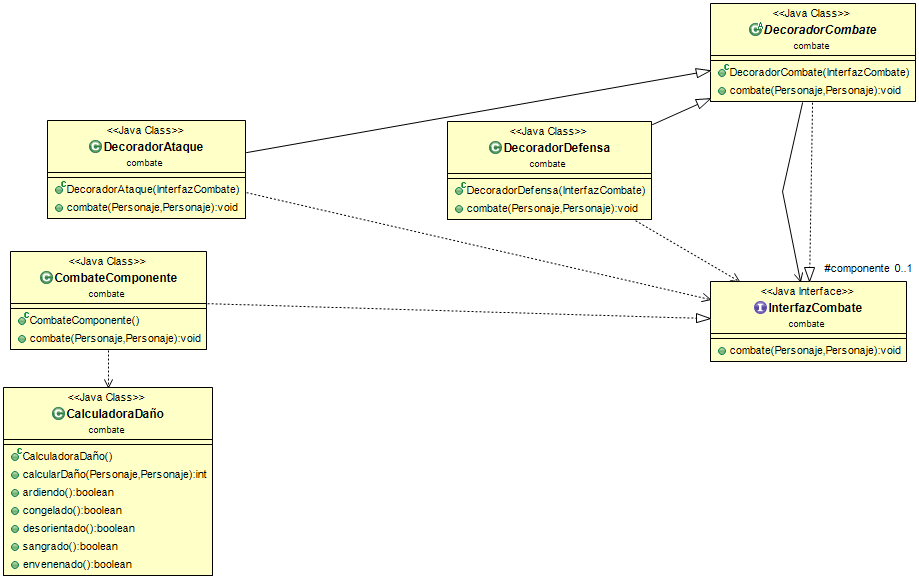 <<Java Class>>
DecoradorCombate
combate
DecoradorCombate(InterfazCombate)
combate(Personaje,Personaje):void
<<Java Class>>
DecoradorAtaque
combate
DecoradorAtaque(InterfazCombate)
combate(Personaje,Personaje):void
<<Java Class>>
DecoradorDefensa
combate
DecoradorDefensa(InterfazCombate)
combate(Personaje,Personaje):void
<<Java Class>>
CombateComponente
combate
CombateComponente()
combate(Personaje,Personaje):void
#componente 0..1
<<Java Interface>>
InterfazCombate
combate
combate(Personaje,Personaje):void
<<Java Class>>
CalculadoraDaño
combate
CalculadoraDaño()
calcularDaño(Personaje,Personaje):int
ardiendo():boolean
congelado():boolean
desorientado():boolean
sangrado():boolean
envenenado():boolean